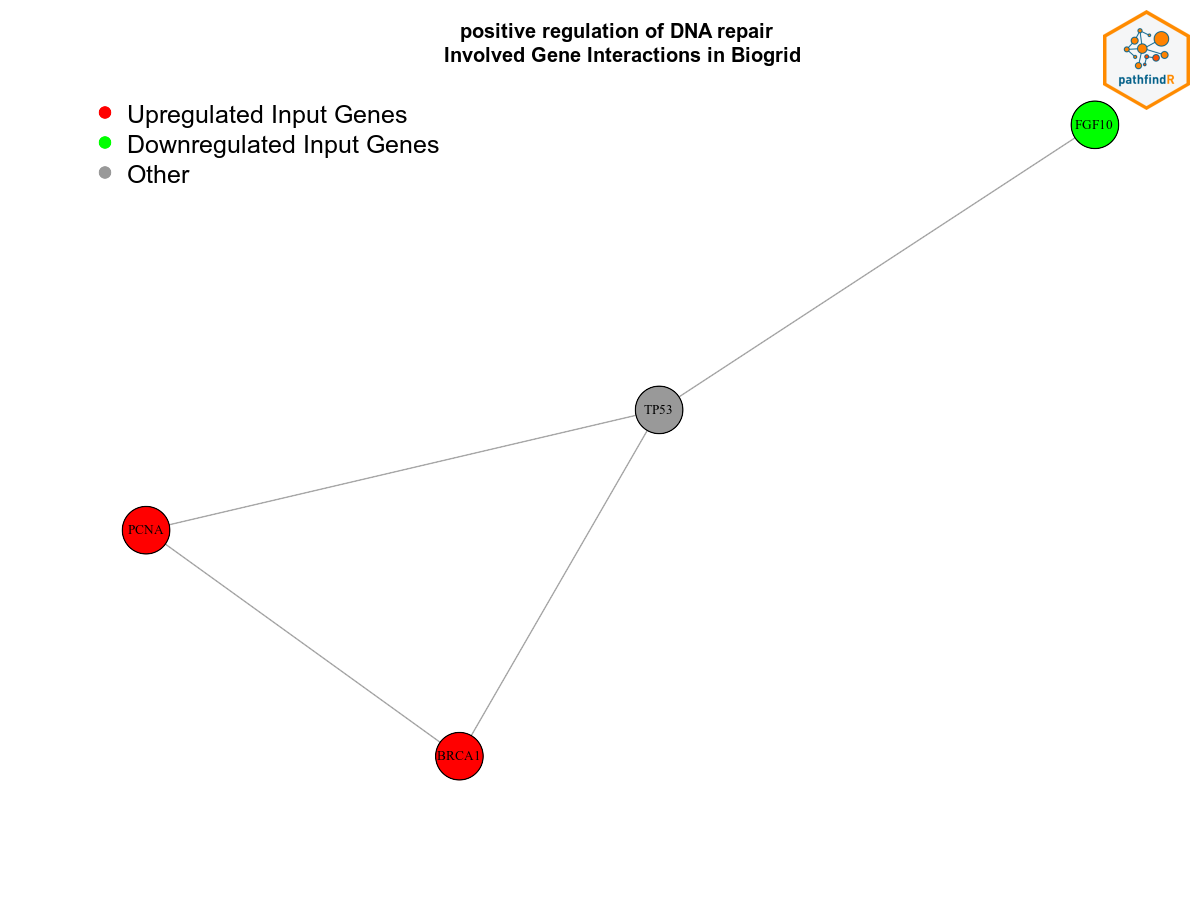 positive regulation of DNA repair
Involved Gene Interactions in Biogrid
pathfindR
Upregulated Input Genes
Downregulated Input Genes
Other
FGF10
TP53
PCNA
BRCA1